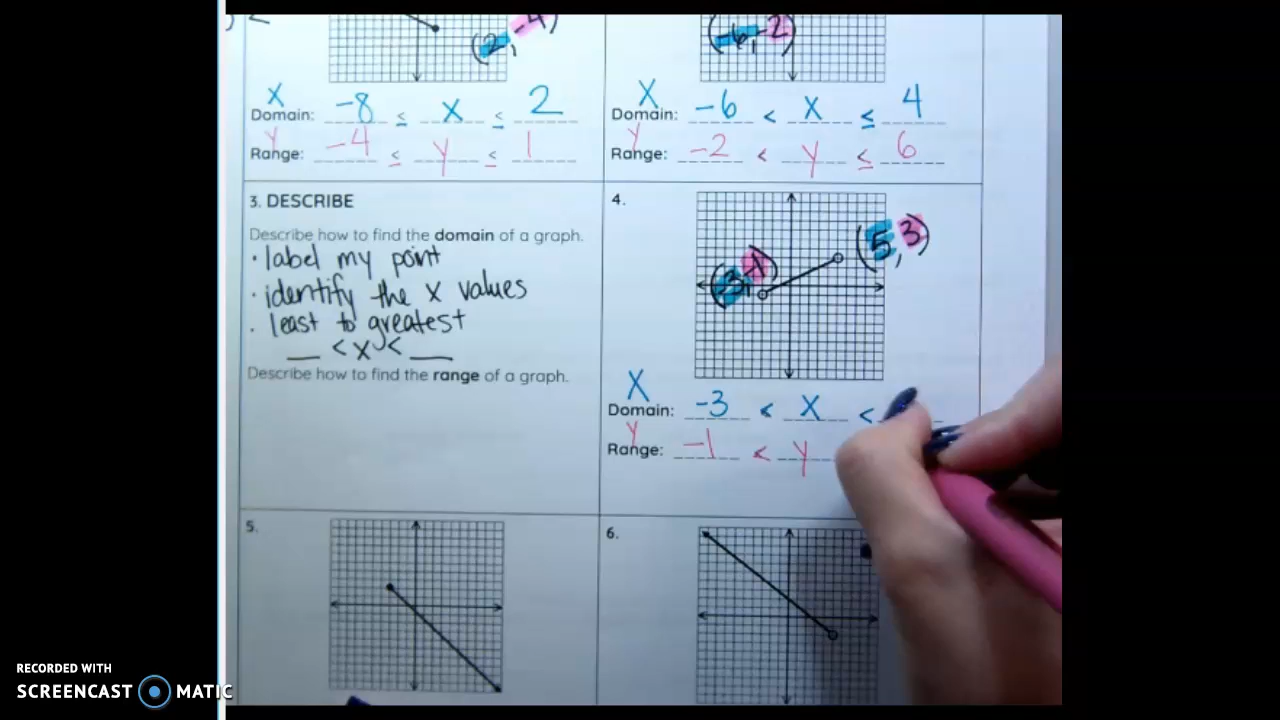 (2, -4)
(-6, -2)
X
Domain: -8 ≤ x ≤ 2
Y
Range: -4 ≤ y ≤ 1
X
Domain: -6 < x ≤ 4
Y
Range: -2 < y ≤ 6
3. DESCRIBE
Describe how to find the domain of a graph.
· label my point
· identify the x values
· least to greatest
__ < x < __
Describe how to find the range of a graph.
4.
(5, 3)
(-3, -1)
X
Domain: -3 < x <
Y
Range: -1 < y
5.
6.
RECORDED WITH
SCREENCAST MATIC